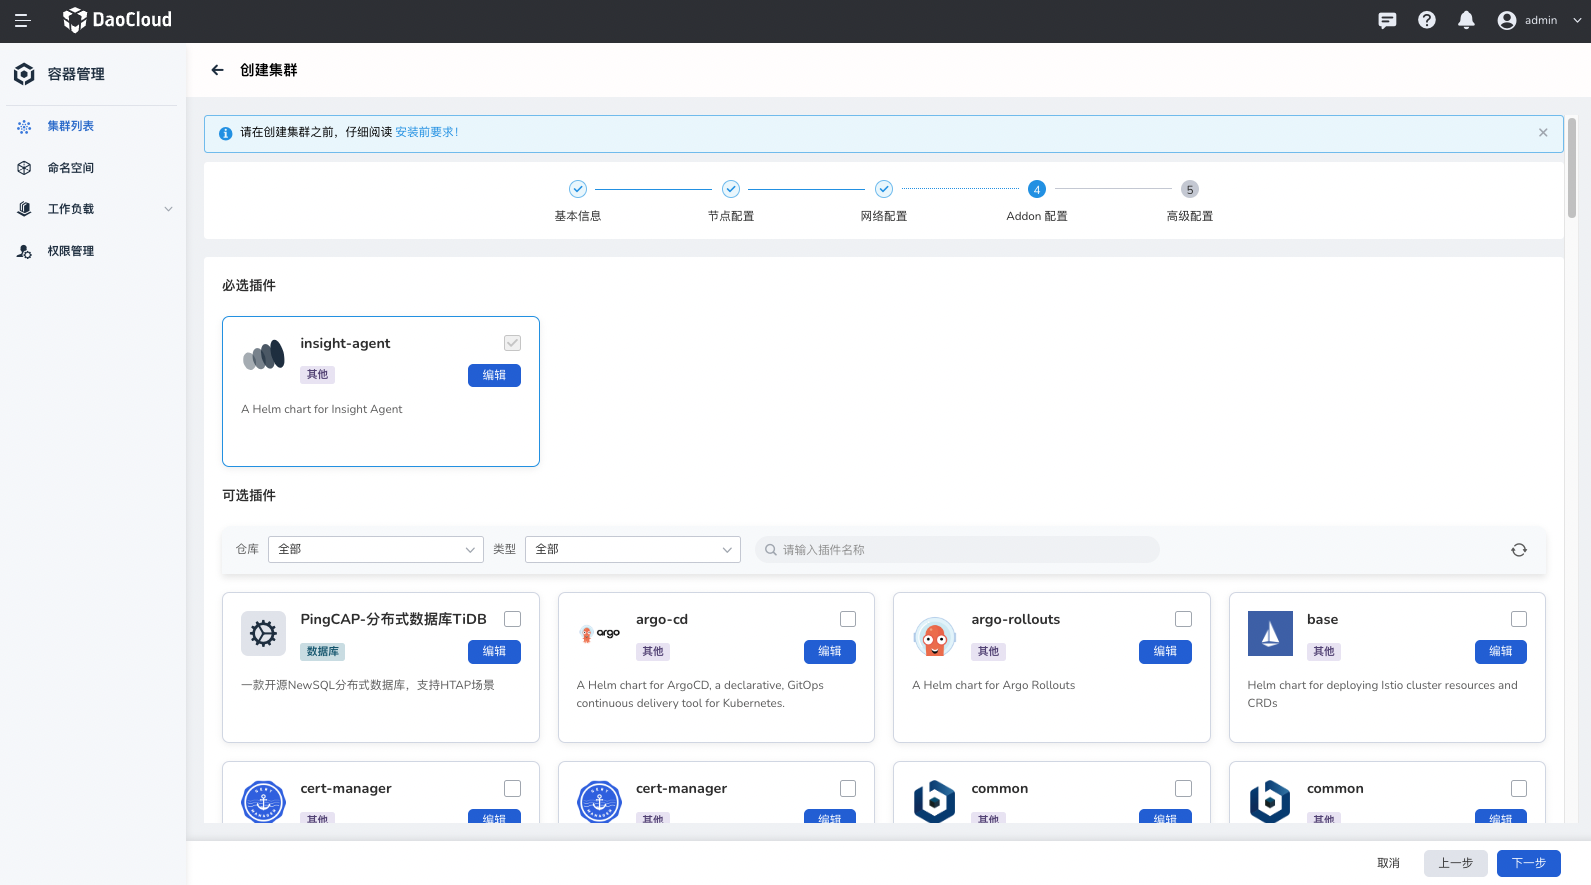 DaoCloud
admin
容器管理
集群列表
命名空间
工作负载
权限管理
创建集群
请在创建集群之前，仔细阅读 安装前要求！
4
5
基本信息
节点配置
网络配置
Addon 配置
高级配置
必选插件
insight-agent
其他
编辑
A Helm chart for Insight Agent
可选插件
仓库
全部
类型
全部
请输入插件名称
PingCAP-分布式数据库TiDB
数据库
编辑
一款开源NewSQL分布式数据库，支持HTAP场景
argo
argo-cd
其他
编辑
A Helm chart for ArgoCD, a declarative, GitOps
continuous delivery tool for Kubernetes.
argo-rollouts
其他
编辑
A Helm chart for Argo Rollouts
base
其他
编辑
Helm chart for deploying Istio cluster resources and
CRDs
CERT
MANAGER
cert-manager
其他
编辑
CERT
MANAGER
cert-manager
其他
编辑
common
其他
编辑
common
其他
编辑
取消
上一步
下一步